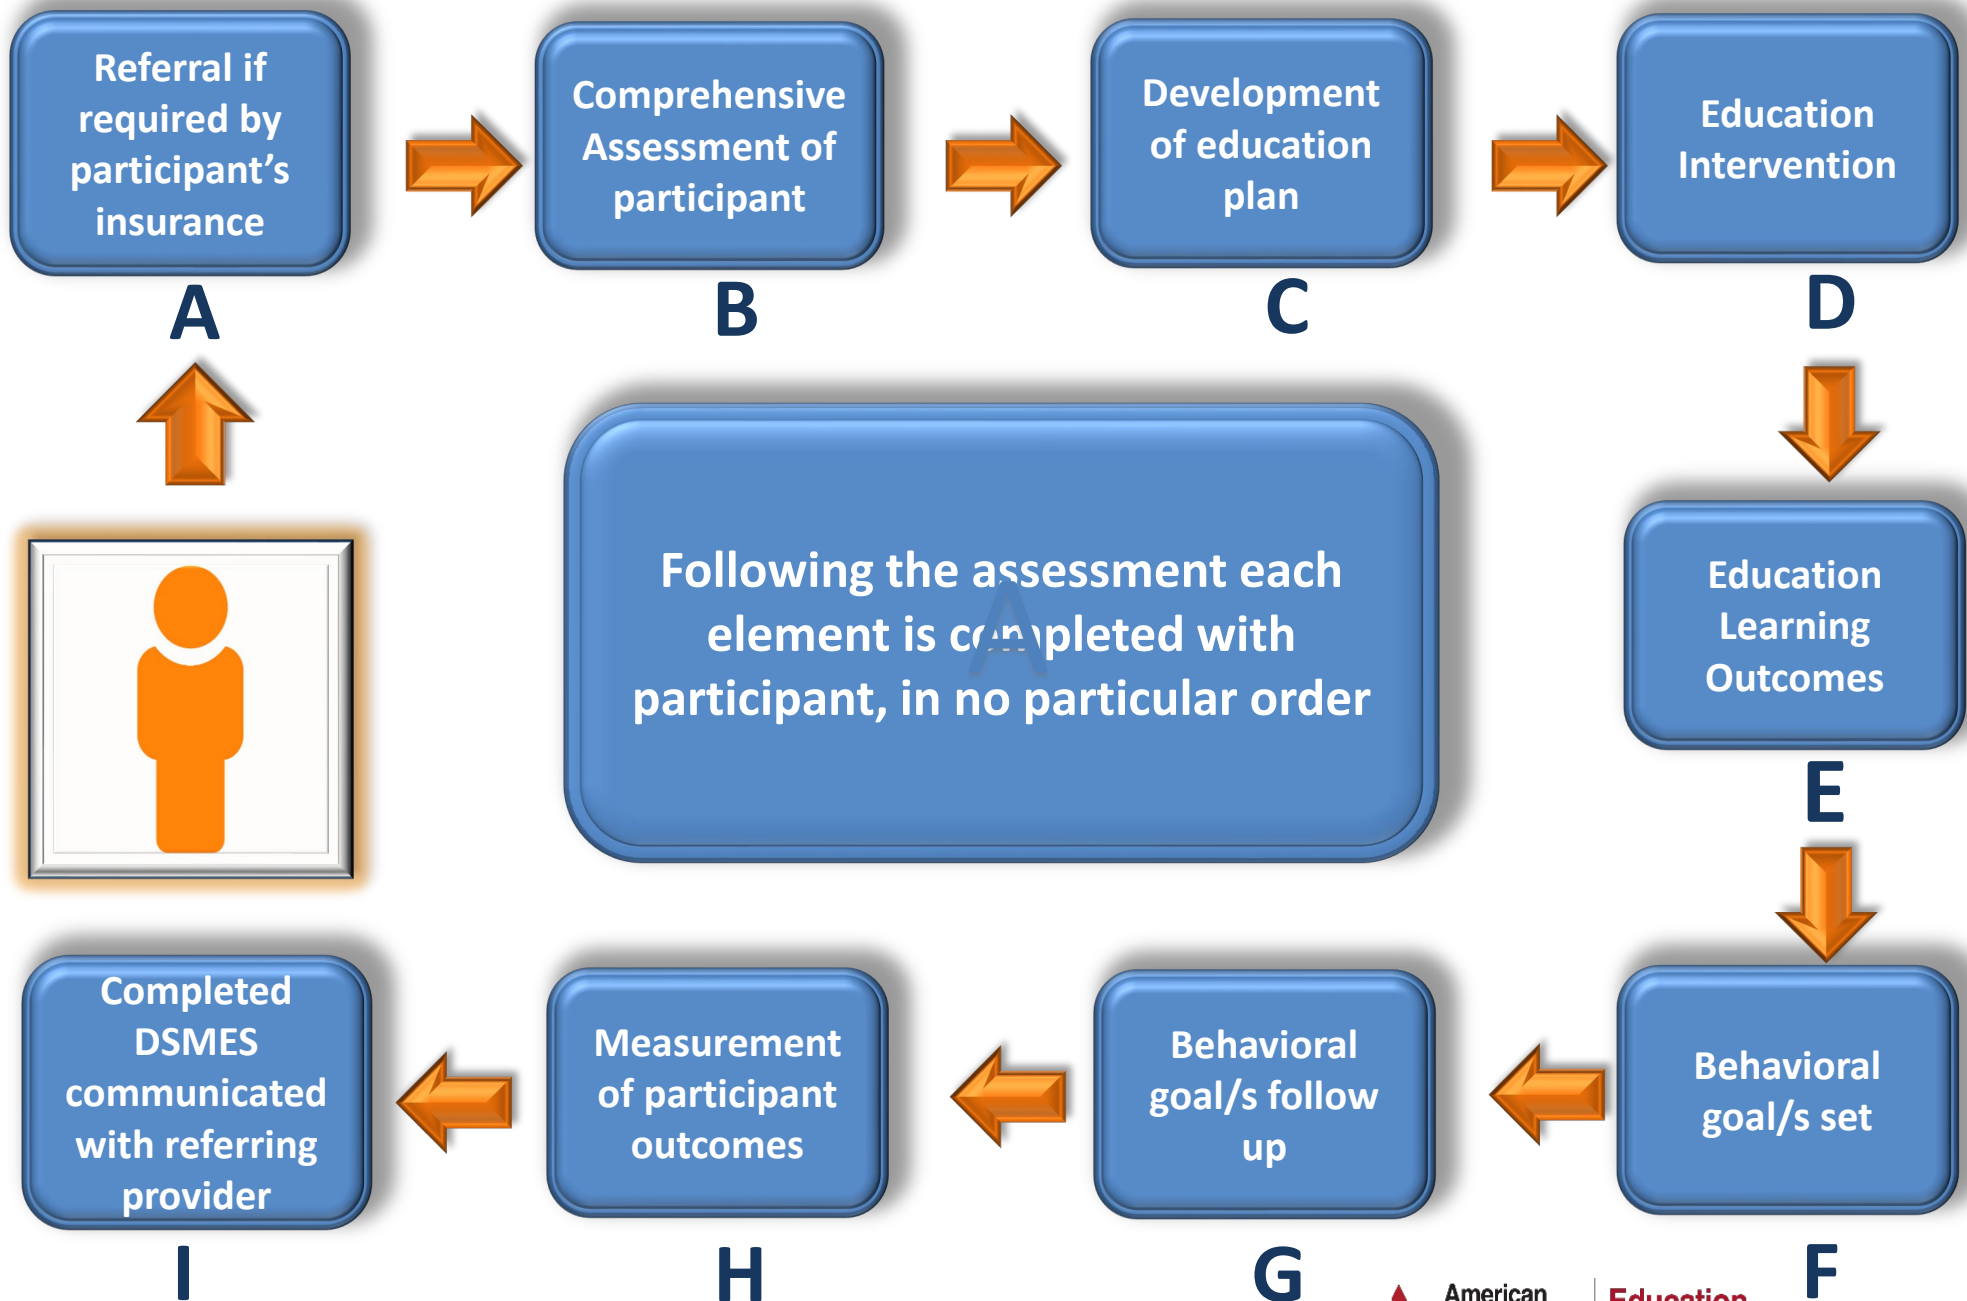 Referral if
required by
participant’s
insurance
A
Comprehensive
Assessment of
participant
B
Development
of education
plan
C
Education
Intervention
D
Following the assessment each
element is completed with
participant, in no particular order
A
Education
Learning
Outcomes
E
Behavioral
goal/s set
F
Behavioral
goal/s follow
up
G
Measurement
of participant
outcomes
H
Completed
DSMES
communicated
with referring
provider
I
American
Education